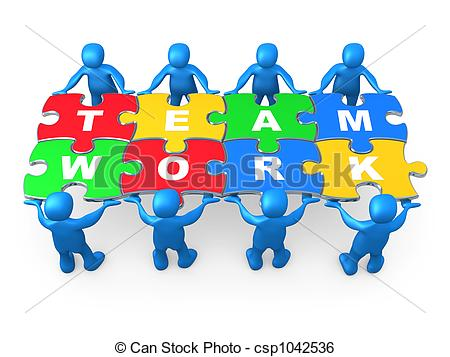 TEAM
WORK
© Can Stock Photo - csp1042536